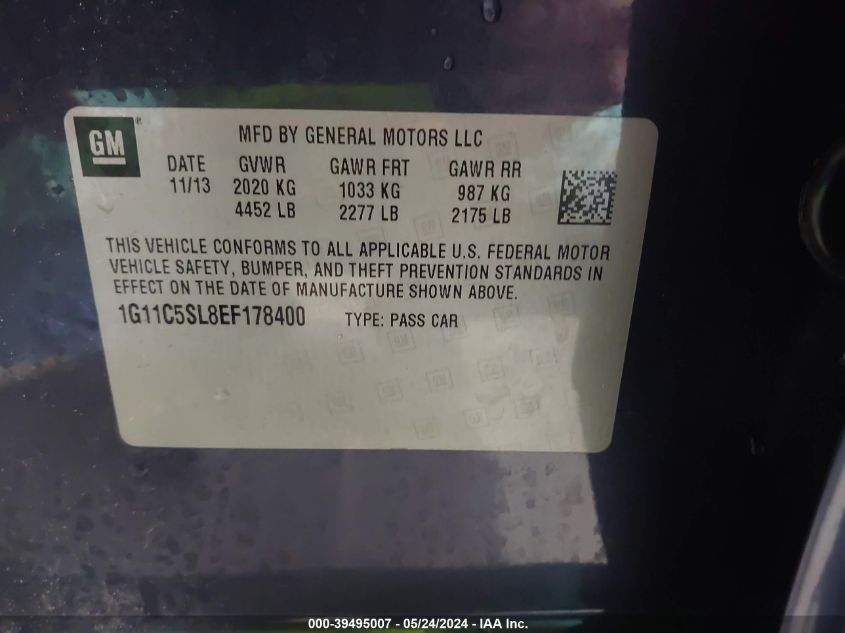 GM
MFD BY GENERAL MOTORS LLC
DATE GVWR GAWR FRT GAWR RR
11/13 2020 KG 1033 KG 987 KG
4452 LB 2277 LB 2175 LB
THIS VEHICLE CONFORMS TO ALL APPLICABLE U.S. FEDERAL MOTOR
VEHICLE SAFETY, BUMPER, AND THEFT PREVENTION STANDARDS IN
EFFECT ON THE DATE OF MANUFACTURE SHOWN ABOVE.
1G11C5SL8EF178400 TYPE: PASS CAR
000-39495007 - 05/24/2024 - IAA Inc.